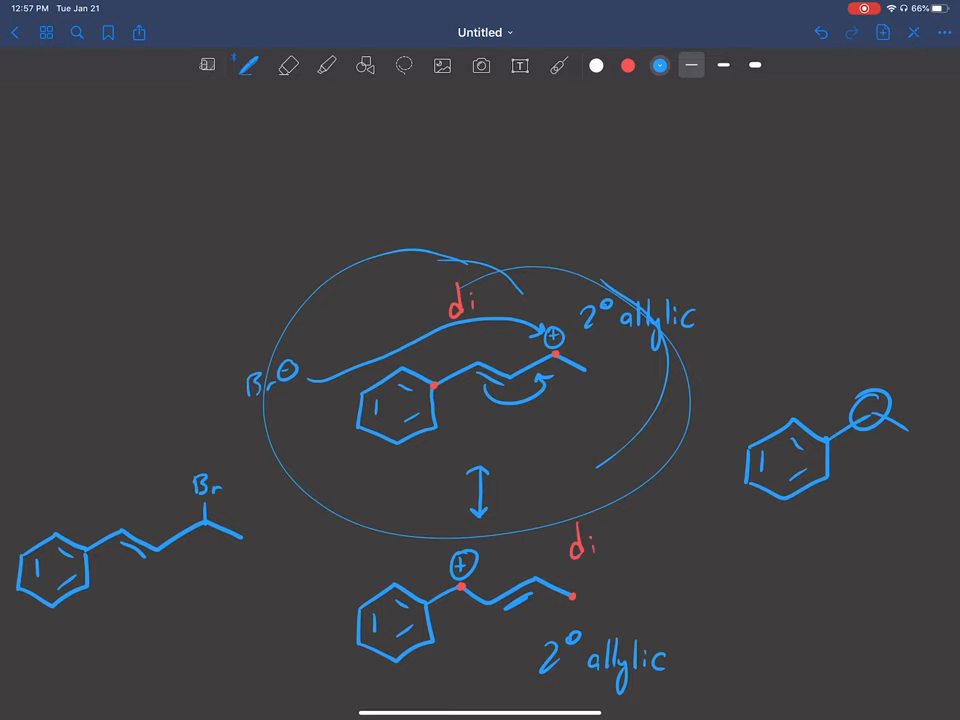 12:57 PM Tue Jan 21
66%
Untitled
T
di
2° allylic
+
Br⊖
Br
di
+
2° allylic